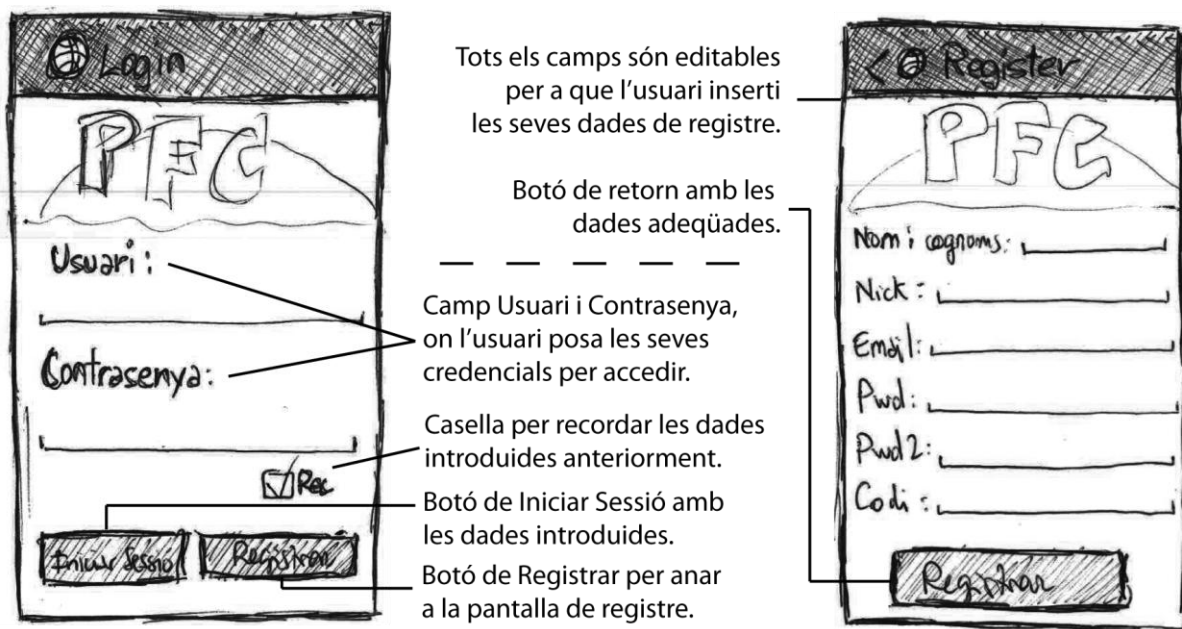 Login
PFC
Usuari:
Contrasenya:
Rec
Iniciar Sessió
Registrar
Tots els camps són editables
per a que l’usuari inserti
les seves dades de registre.
Botó de retorn amb les
dades adeqüades.
Camp Usuari i Contrasenya,
on l’usuari posa les seves
credencials per accedir.
Casella per recordar les dades
introduides anteriorment.
Botó de Iniciar Sessió amb
les dades introduides.
Botó de Registrar per anar
a la pantalla de registre.
< Register
PFC
Nom i cognoms:
Nick:
Email:
Pwd:
Pwd2:
Codi:
Registrar